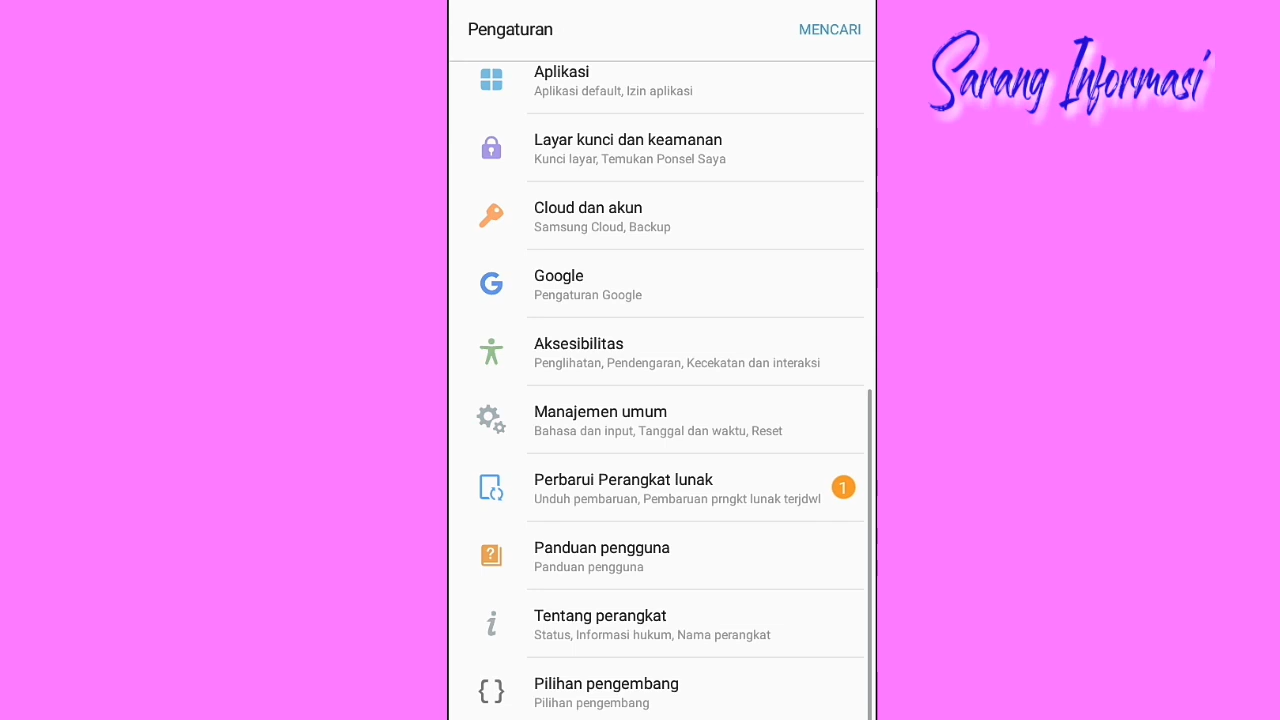 Pengaturan
MENCARI
Sarang Informasi
Aplikasi
Aplikasi default, Izin aplikasi
Layar kunci dan keamanan
Kunci layar, Temukan Ponsel Saya
Cloud dan akun
Samsung Cloud, Backup
Google
Pengaturan Google
Aksesibilitas
Penglihatan, Pendengaran, Kecekatan dan interaksi
Manajemen umum
Bahasa dan input, Tanggal dan waktu, Reset
Perbarui Perangkat lunak
Unduh pembaruan, Pembaruan prngkt lunak terjdwl
1
Panduan pengguna
Panduan pengguna
Tentang perangkat
Status, Informasi hukum, Nama perangkat
Pilihan pengembang
Pilihan pengembang